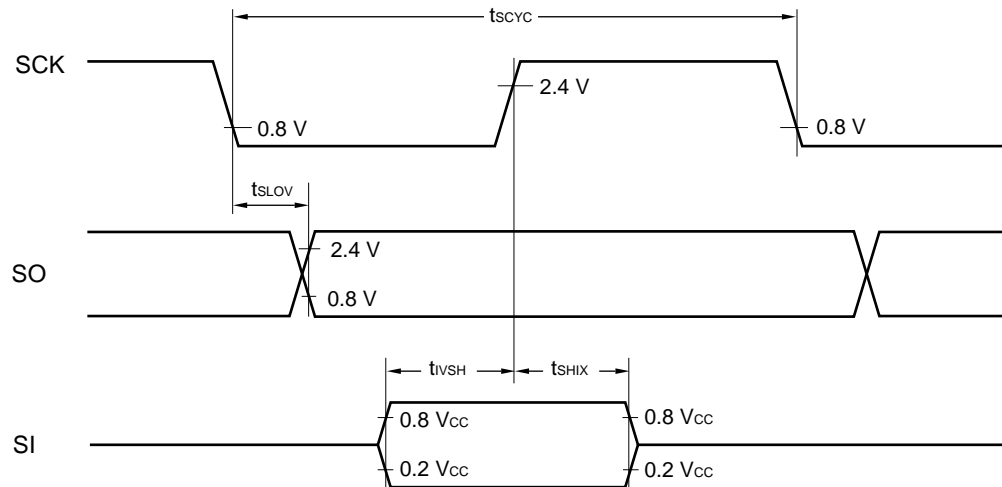 tSCYC
SCK
2.4 V
0.8 V
0.8 V
tSLOV
SO
2.4 V
0.8 V
tIVSH
tSHIX
SI
0.8 VCC
0.8 VCC
0.2 VCC
0.2 VCC